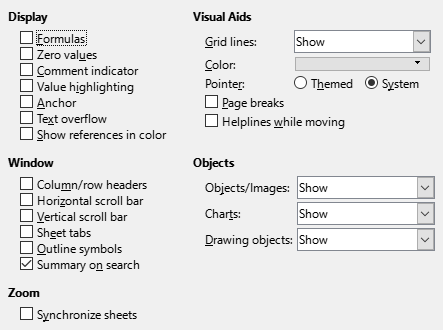 Display
Formulas
Zero values
Comment indicator
Value highlighting
Anchor
Text overflow
Show references in color
Window
Column/row headers
Horizontal scroll bar
Vertical scroll bar
Sheet tabs
Outline symbols
Summary on search
Zoom
Synchronize sheets
Visual Aids
Grid lines: Show
Color:
Pointer: Themed System
Page breaks
Helplines while moving
Objects
Objects/Images: Show
Charts: Show
Drawing objects: Show